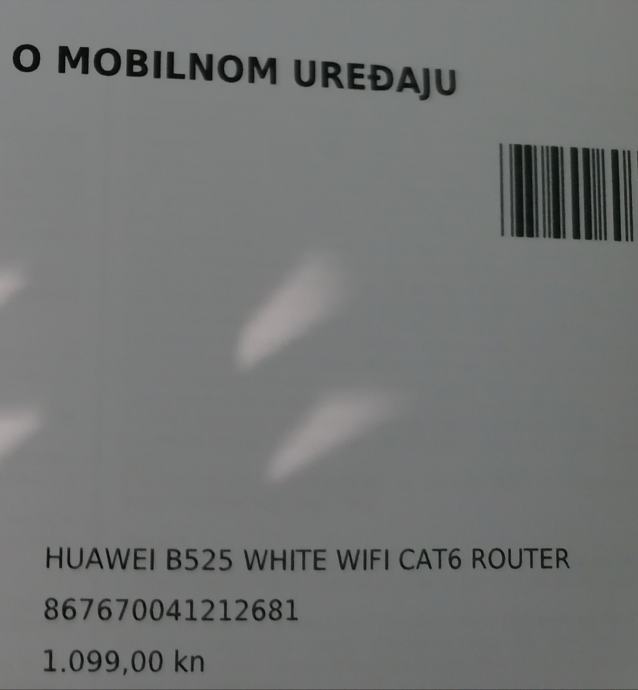 O MOBILNOM UREĐAJU
HUAWEI B525 WHITE WIFI CAT6 ROUTER
867670041212681
1.099,00 kn